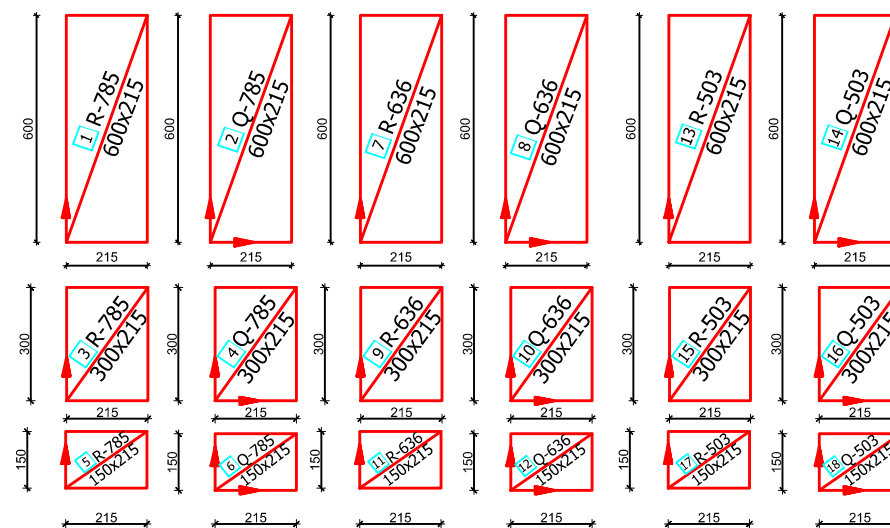 600
1 R-785
600x215
215
600
2 Q-785
600x215
215
600
7 R-636
600x215
215
600
8 Q-636
600x215
215
600
13 R-503
600x215
215
600
14 Q-503
600x215
215
300
3 R-785
300x215
215
300
4 Q-785
300x215
215
300
9 R-636
300x215
215
300
10 Q-636
300x215
215
300
15 R-503
300x215
215
300
16 Q-503
300x215
215
150
5 R-785
150x215
215
150
6 Q-785
150x215
215
150
11 R-636
150x215
215
150
12 Q-636
150x215
215
150
17 R-503
150x215
215
150
18 Q-503
150x215
215